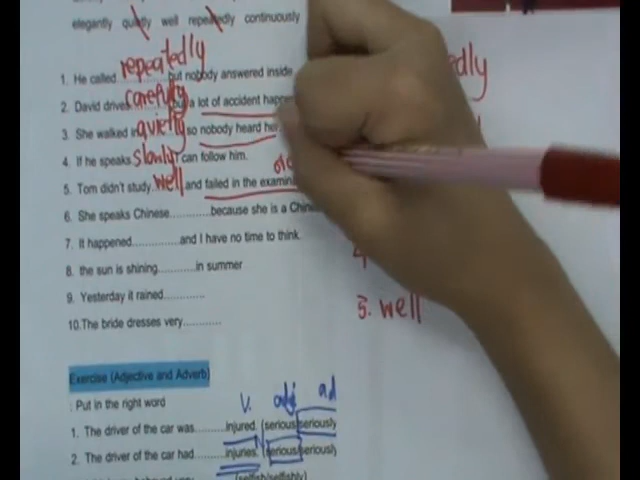 elegantly quietly well repeatedly continuously
1. He called repeatedly but nobody answered inside
2. David drives carefully a lot of accident happen
3. She walked in quietly so nobody heard her
4. If he speaks slowly I can follow him.
5. Tom didn't study well and failed in the examin
6. She speaks Chinese............because she is a Chin
7. It happened..............and I have no time to think.
8. the sun is shining...........in summer
9. Yesterday it rained............
10.The bride dresses very...........
5. well
Exercise (Adjective and Adverb)
v. adj ad
: Put in the right word
1. The driver of the car was.........injured. (serious/seriously
2. The driver of the car had.........injuries. (serious/seriously
(selfish/selfishly)